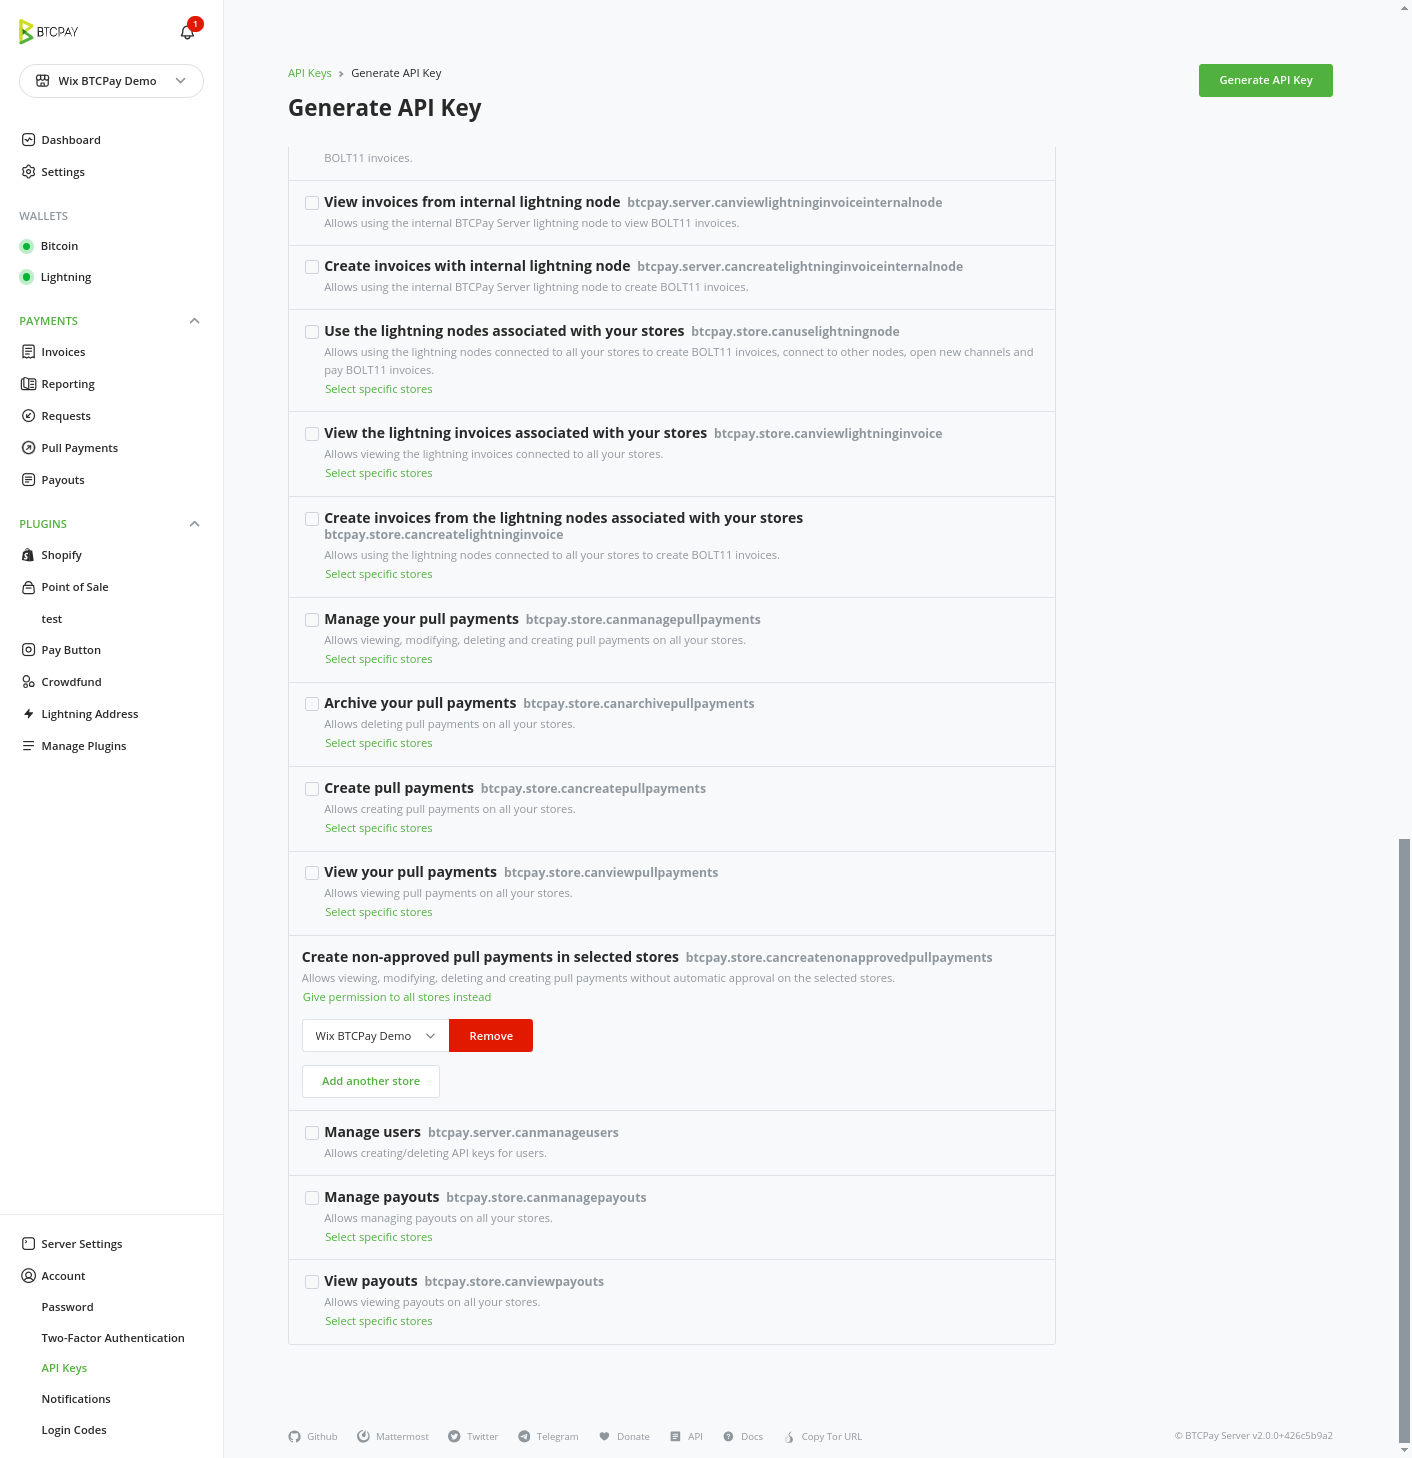 BTCPAY
1
Wix BTCPay Demo
Dashboard
Settings
WALLETS
Bitcoin
Lightning
PAYMENTS
Invoices
Reporting
Requests
Pull Payments
Payouts
PLUGINS
Shopify
Point of Sale
test
Pay Button
Crowdfund
Lightning Address
Manage Plugins
Server Settings
Account
Password
Two-Factor Authentication
API Keys
Notifications
Login Codes
API Keys > Generate API Key
Generate API Key
Generate API Key
BOLT11 invoices.
View invoices from internal lightning node btcpay.server.canviewlightninginvoiceinternalnode
Allows using the internal BTCPay Server lightning node to view BOLT11 invoices.
Create invoices with internal lightning node btcpay.server.cancreatelightninginvoiceinternalnode
Allows using the internal BTCPay Server lightning node to create BOLT11 invoices.
Use the lightning nodes associated with your stores btcpay.store.canuselightningnode
Allows using the lightning nodes connected to all your stores to create BOLT11 invoices, connect to other nodes, open new channels and
pay BOLT11 invoices.
Select specific stores
View the lightning invoices associated with your stores btcpay.store.canviewlightninginvoice
Allows viewing the lightning invoices connected to all your stores.
Select specific stores
Create invoices from the lightning nodes associated with your stores
btcpay.store.cancreatelightninginvoice
Allows using the lightning nodes connected to all your stores to create BOLT11 invoices.
Select specific stores
Manage your pull payments btcpay.store.canmanagepullpayments
Allows viewing, modifying, deleting and creating pull payments on all your stores.
Select specific stores
Archive your pull payments btcpay.store.canarchivepullpayments
Allows deleting pull payments on all your stores.
Select specific stores
Create pull payments btcpay.store.cancreatepullpayments
Allows creating pull payments on all your stores.
Select specific stores
View your pull payments btcpay.store.canviewpullpayments
Allows viewing pull payments on all your stores.
Select specific stores
Create non-approved pull payments in selected stores btcpay.store.cancreatenonapprovedpullpayments
Allows viewing, modifying, deleting and creating pull payments without automatic approval on the selected stores.
Give permission to all stores instead
Wix BTCPay Demo Remove
Add another store
Manage users btcpay.server.canmanageusers
Allows creating/deleting API keys for users.
Manage payouts btcpay.store.canmanagepayouts
Allows managing payouts on all your stores.
Select specific stores
View payouts btcpay.store.canviewpayouts
Allows viewing payouts on all your stores.
Select specific stores
Github Mattermost Twitter Telegram Donate API Docs Copy Tor URL © BTCPay Server v2.0.0+426c5b9a2